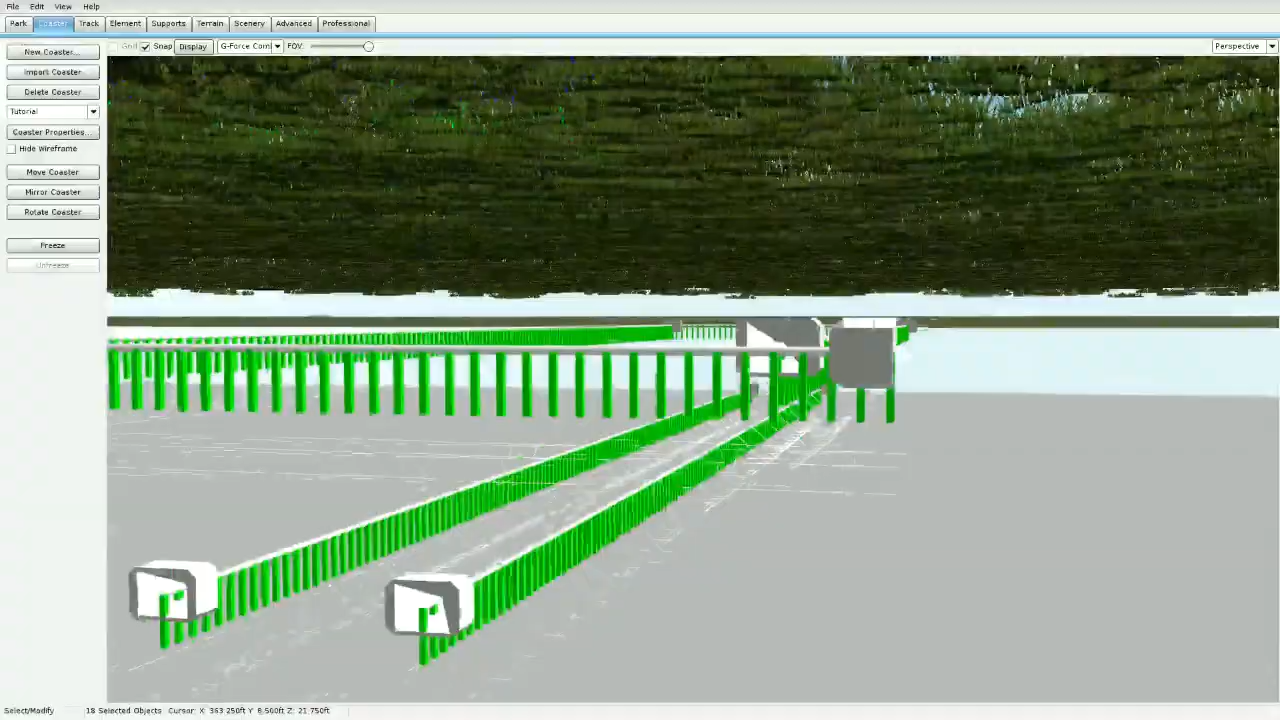 File Edit View Help
Park Coaster Track Element Supports Terrain Scenery Advanced Professional
New Coaster... Grid Snap Display G-Force Com FOV: Perspective
Import Coaster
Delete Coaster
Tutorial
Coaster Properties...
Hide Wireframe
Move Coaster
Mirror Coaster
Rotate Coaster
Freeze
Unfreeze
Select/Modify 18 Selected Objects Cursor: X: 363.250ft Y: 8.500ft Z: 21.750ft